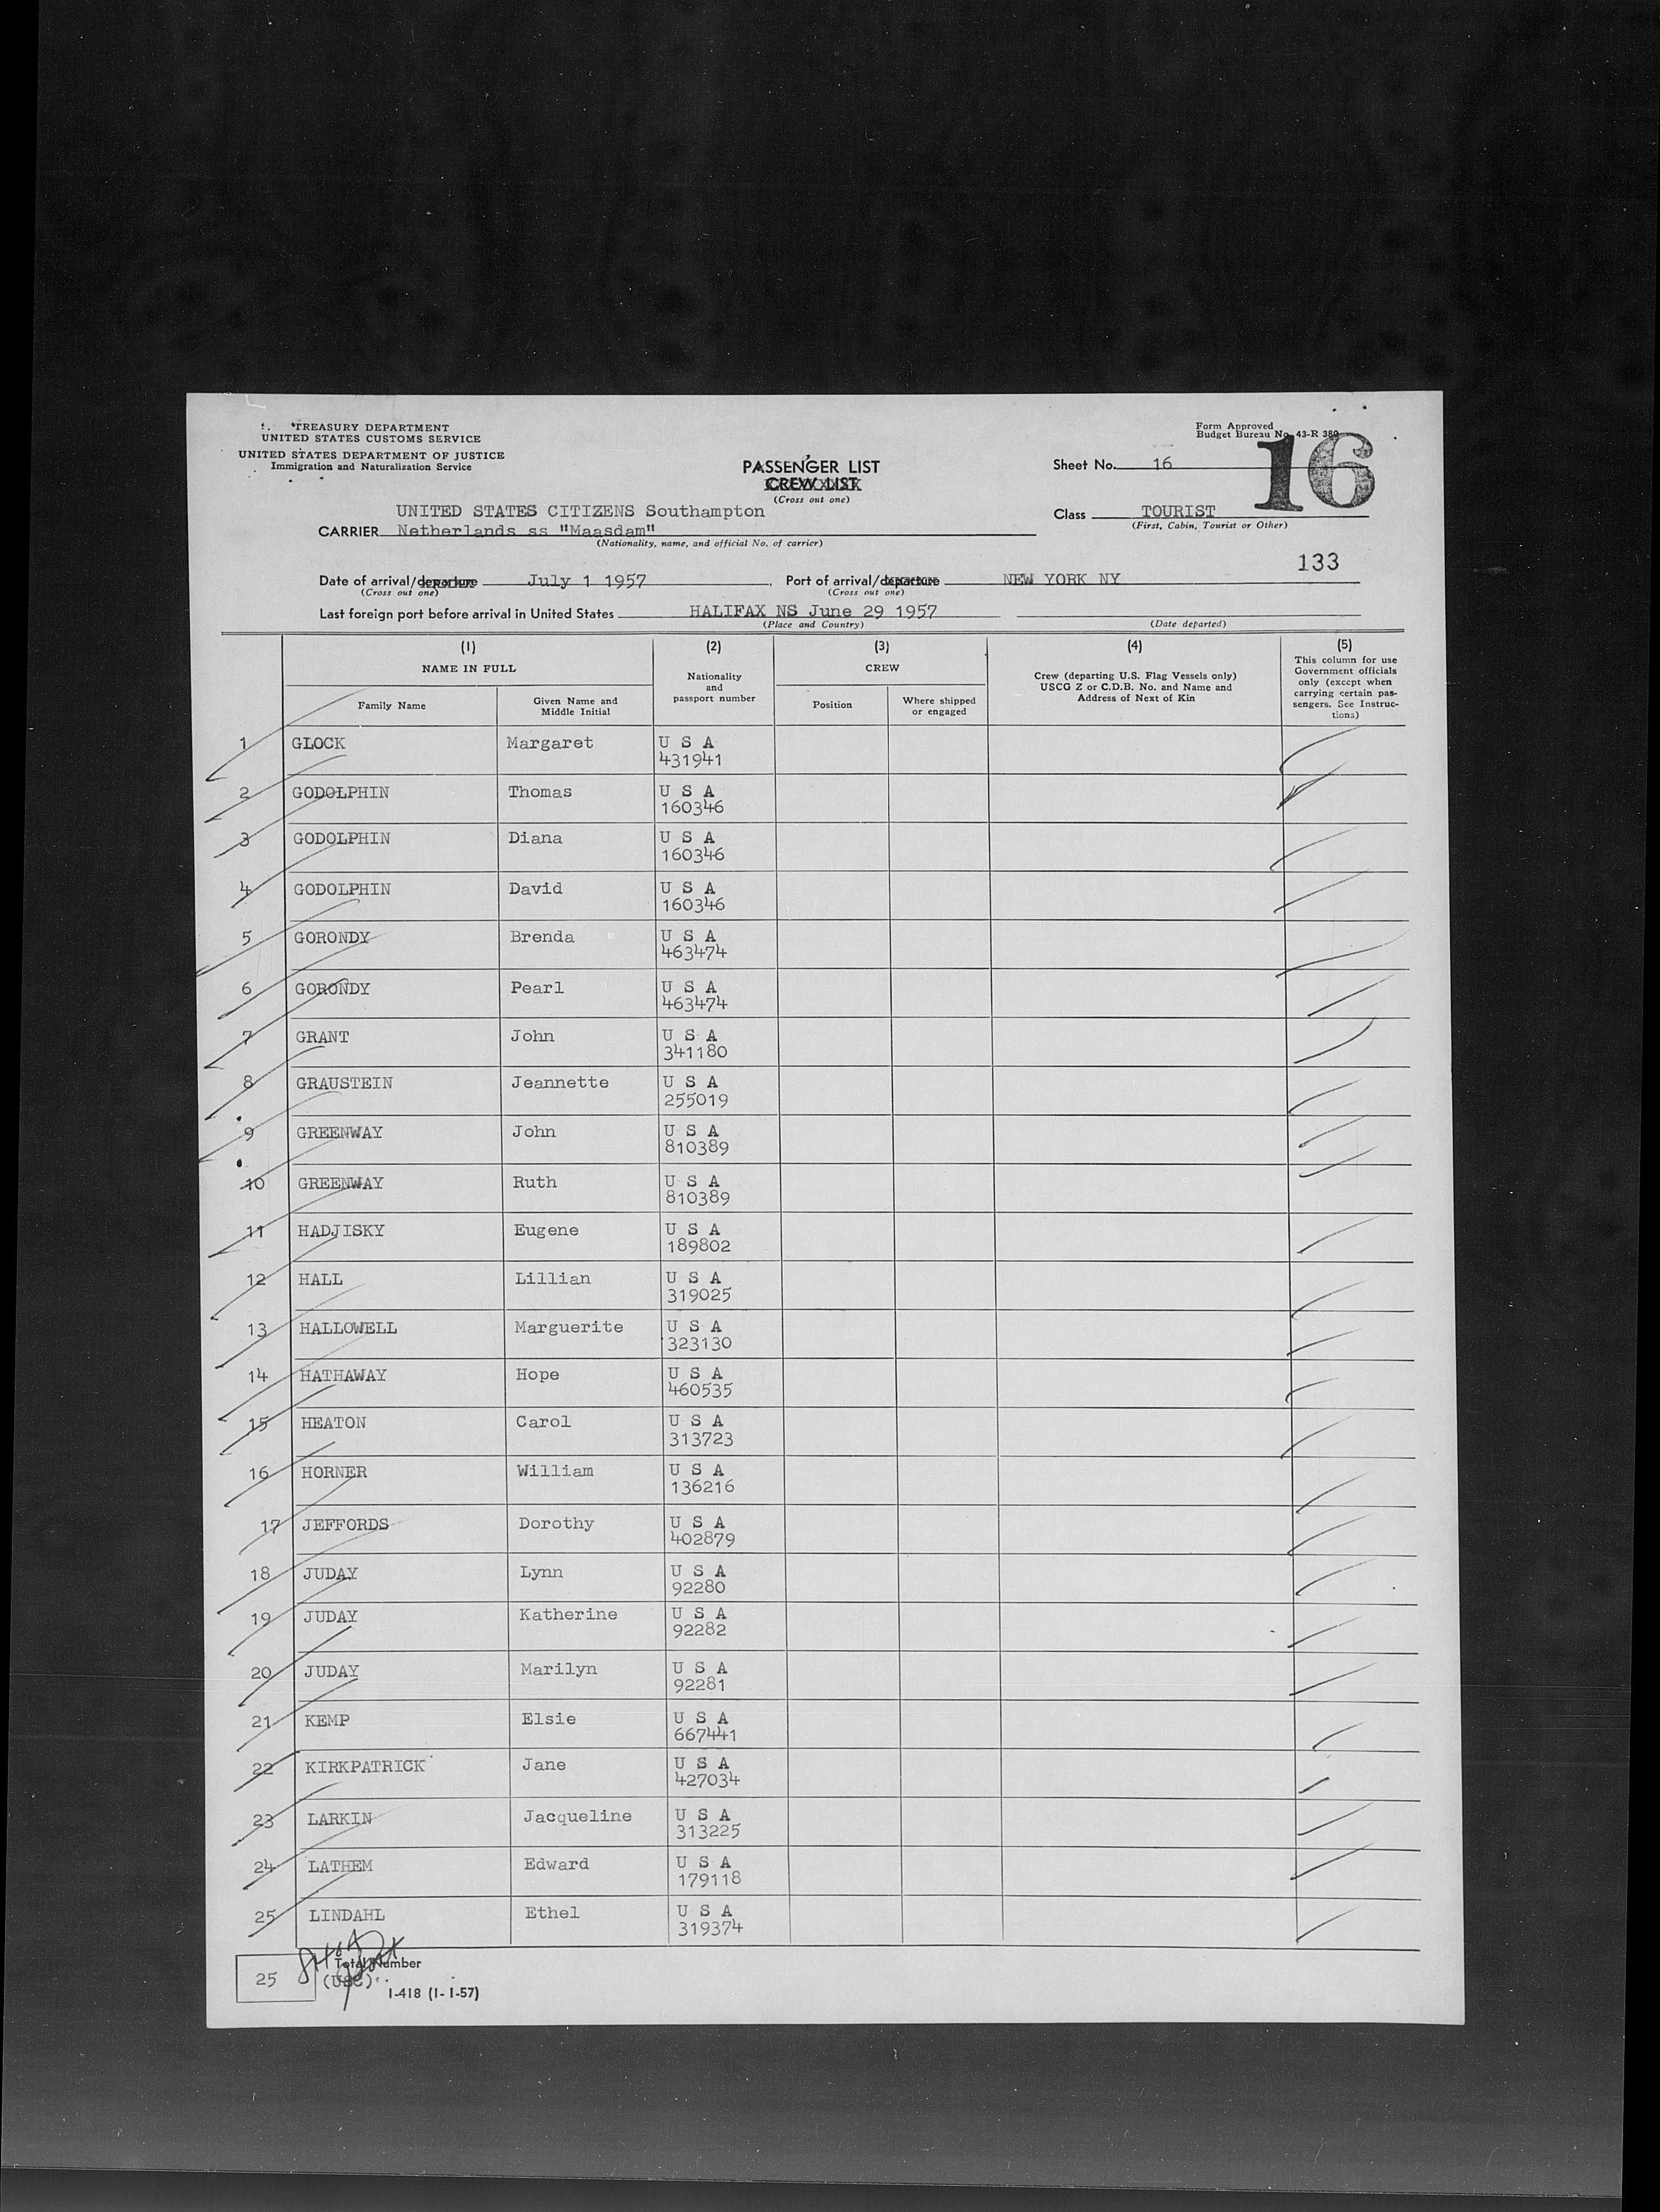 TREASURY DEPARTMENT
UNITED STATES CUSTOMS SERVICE
UNITED STATES DEPARTMENT OF JUSTICE
Immigration and Naturalization Service
Form Approved
Budget Bureau No. 43-R 380
PASSENGER LIST
CREW LIST
(Cross out one)
Sheet No. 16
16
UNITED STATES CITIZENS Southampton
CARRIER Netherlands ss "Maasdam"
(Nationality, name, and official No. of carrier)
Class TOURIST
(First, Cabin, Tourist or Other)
133
Date of arrival/departure July 1 1957, Port of arrival/departure NEW YORK NY
(Cross out one) (Cross out one)
Last foreign port before arrival in United States HALIFAX NS June 29 1957
(Place and Country) (Date departed)
(1) (2) (3) (4) (5)
NAME IN FULL
Family Name
Given Name and Middle Initial
Nationality and passport number
CREW
Position
Where shipped or engaged
Crew (departing U.S. Flag Vessels only)
USCG Z or C.D.B. No. and Name and
Address of Next of Kin
This column for use
Government officials
only (except when
carrying certain pas-
sengers. See Instruc-
tions)
1 GLOCK Margaret U S A
431941
2 GODOLPHIN Thomas U S A
160346
3 GODOLPHIN Diana U S A
160346
4 GODOLPHIN David U S A
160346
5 GORONDY Brenda U S A
463474
6 GORONDY Pearl U S A
463474
7 GRANT John U S A
341180
8 GRAUSTEIN Jeannette U S A
255019
9 GREENWAY John U S A
810389
10 GREENWAY Ruth U S A
810389
11 HADJISKY Eugene U S A
189802
12 HALL Lillian U S A
319025
13 HALLOWELL Marguerite U S A
323130
14 HATHAWAY Hope U S A
460535
15 HEATON Carol U S A
313723
16 HORNER William U S A
136216
17 JEFFORDS Dorothy U S A
402879
18 JUDAY Lynn U S A
92280
19 JUDAY Katherine U S A
92282
20 JUDAY Marilyn U S A
92281
21 KEMP Elsie U S A
667441
22 KIRKPATRICK Jane U S A
427034
23 LARKIN Jacqueline U S A
313225
24 LATHEM Edward U S A
179118
25 LINDAHL Ethel U S A
319374
25 Total Number
(USC)
I-418 (1-1-57)